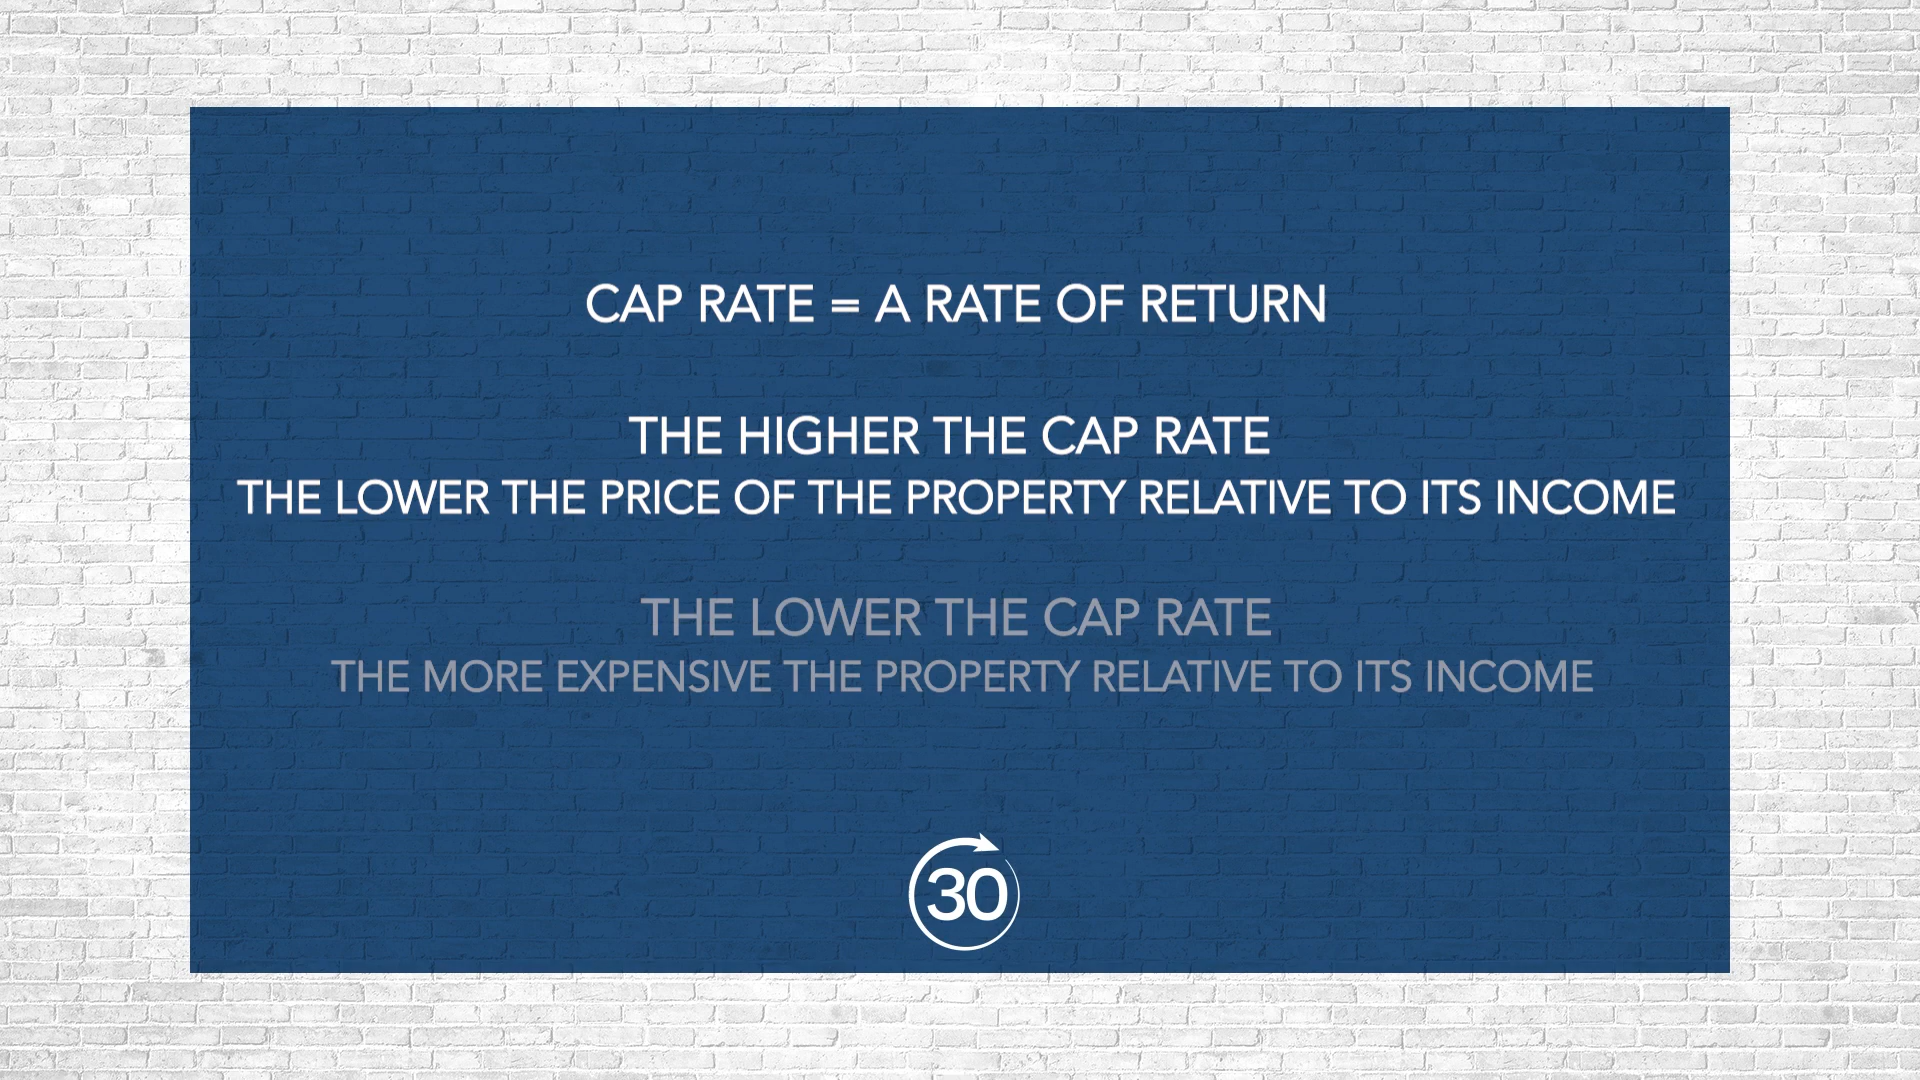 CAP RATE = A RATE OF RETURN
THE HIGHER THE CAP RATE
THE LOWER THE PRICE OF THE PROPERTY RELATIVE TO ITS INCOME
THE LOWER THE CAP RATE
THE MORE EXPENSIVE THE PROPERTY RELATIVE TO ITS INCOME
30